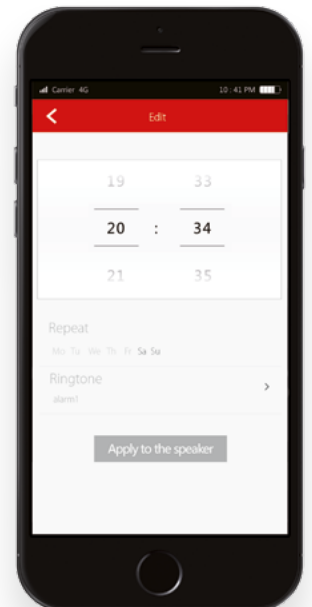 Carrier 4G 10:41 PM
Edit
19 33
20 : 34
21 35
Repeat
Mo Tu We Th Fr Sa Su
Ringtone
alarm1
Apply to the speaker